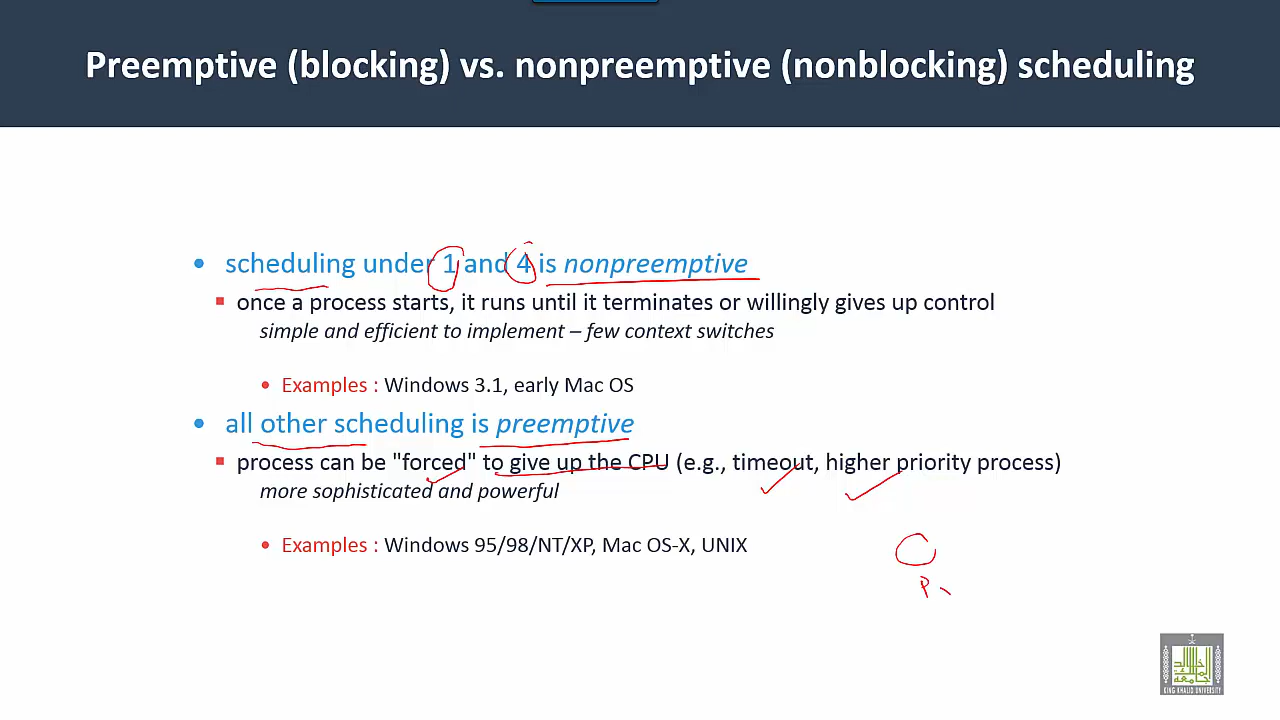 Preemptive (blocking) vs. nonpreemptive (nonblocking) scheduling
• scheduling under 1 and 4 is nonpreemptive
▪ once a process starts, it runs until it terminates or willingly gives up control
simple and efficient to implement – few context switches
• Examples : Windows 3.1, early Mac OS
• all other scheduling is preemptive
▪ process can be "forced" to give up the CPU (e.g., timeout, higher priority process)
more sophisticated and powerful
• Examples : Windows 95/98/NT/XP, Mac OS-X, UNIX
P
KING KHALID UNIVERSITY